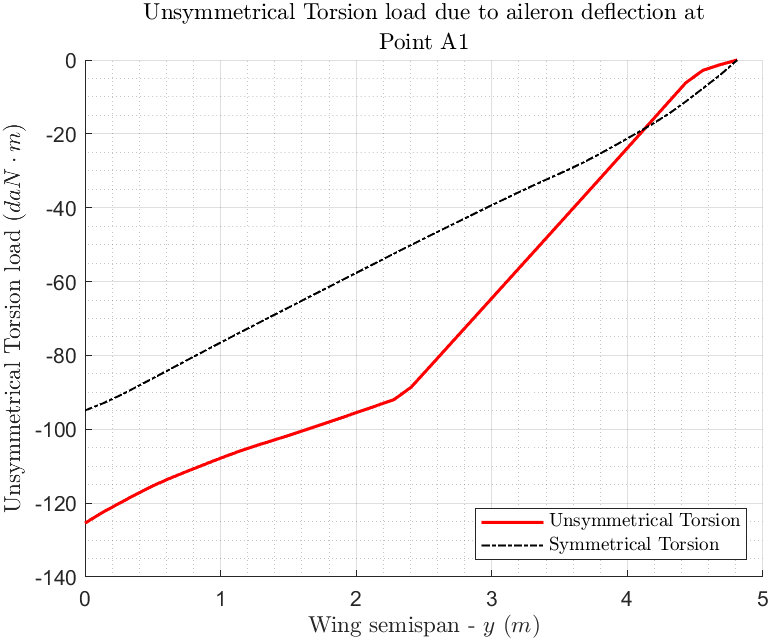 Unsymmetrical Torsion load due to aileron deflection at
Point A1
Unsymmetrical Torsion load (daN · m)
0
-20
-40
-60
-80
-100
-120
-140
0 1 2 3 4 5
Wing semispan - y (m)
Unsymmetrical Torsion
Symmetrical Torsion